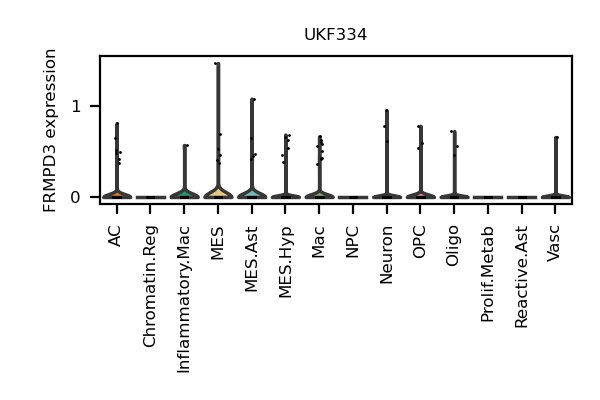 UKF334
FRMPD3 expression
1
0
AC
Chromatin.Reg
Inflammatory.Mac
MES
MES.Ast
MES.Hyp
Mac
NPC
Neuron
OPC
Oligo
Prolif.Metab
Reactive.Ast
Vasc